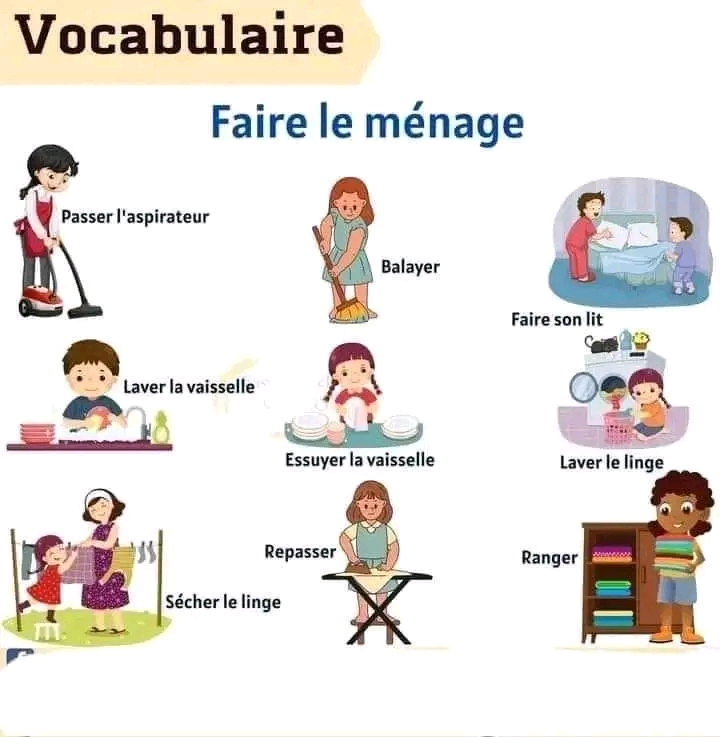 Vocabulaire
Faire le ménage
Passer l'aspirateur
Balayer
Faire son lit
Laver la vaisselle
Essuyer la vaisselle
Laver le linge
Repasser
Ranger
Sécher le linge